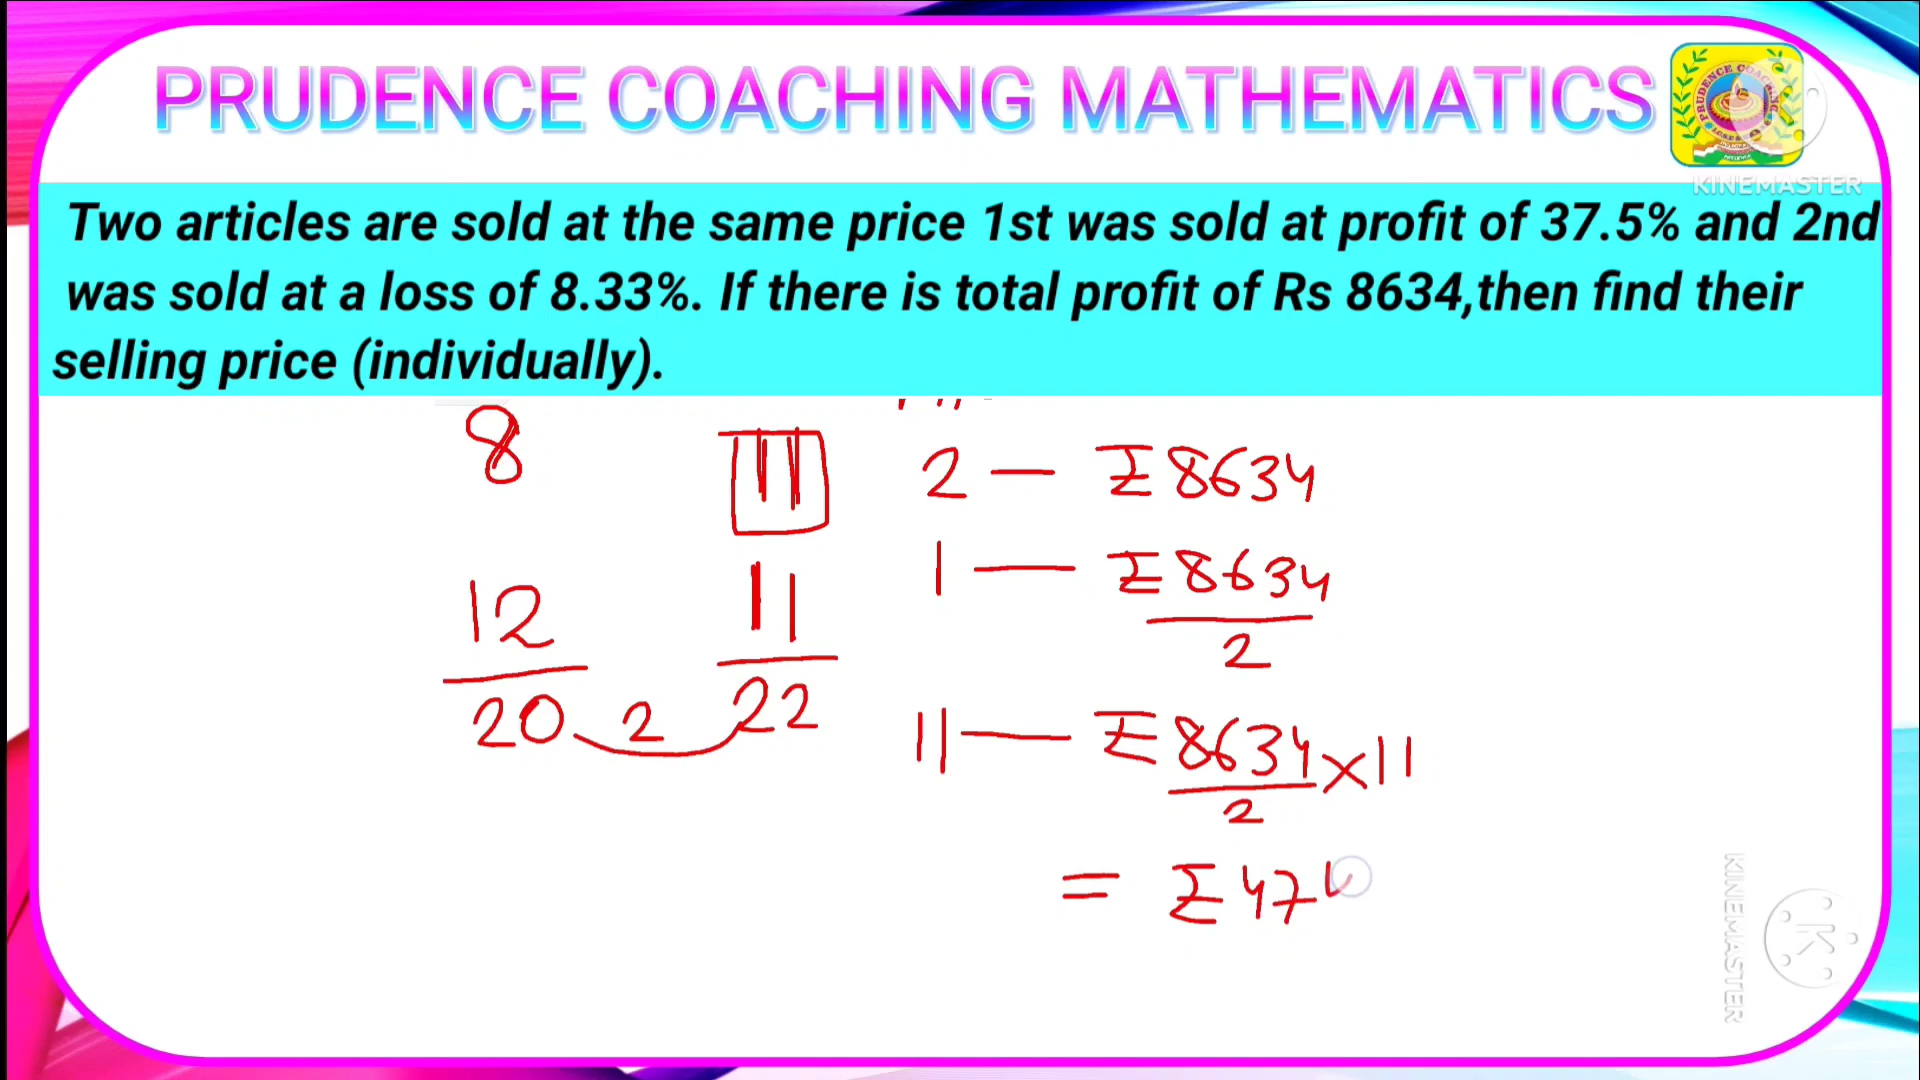 PRUDENCE COACHING MATHEMATICS
PRUDENCE COACHING
KINEMASTER
Two articles are sold at the same price 1st was sold at profit of 37.5% and 2nd
was sold at a loss of 8.33%. If there is total profit of Rs 8634,then find their
selling price (individually).
8 11
2 — ₹8634
1 — ₹8634
2
12 11
20 2 22
11 — ₹8634×11
2
= ₹474
KINEMASTER